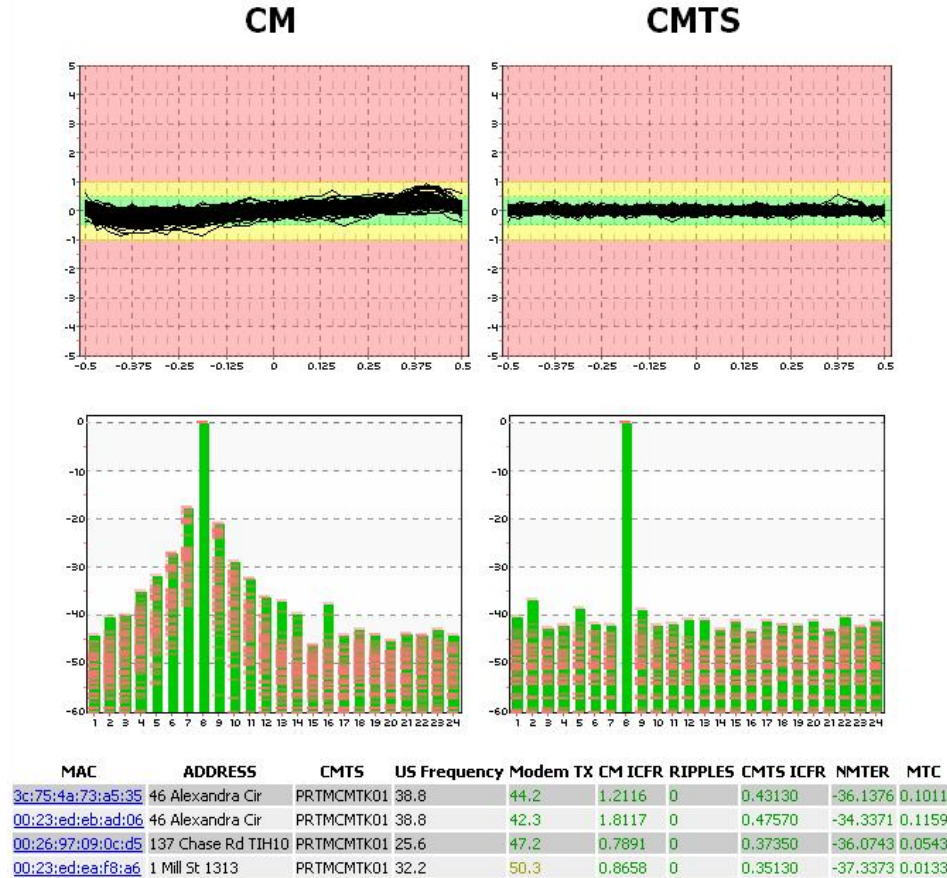 CM CMTS
5 5
4 4
3 3
2 2
1 1
0 0
-1 -1
-2 -2
-3 -3
-4 -4
-5 -5
-0.5 -0.375 -0.25 -0.125 0 0.125 0.25 0.375 0.5 -0.5 -0.375 -0.25 -0.125 0 0.125 0.25 0.375 0.5
0 0
-10 -10
-20 -20
-30 -30
-40 -40
-50 -50
-60 -60
1 2 3 4 5 6 7 8 9 10 11 12 13 14 15 16 17 18 19 20 21 22 23 24 1 2 3 4 5 6 7 8 9 10 11 12 13 14 15 16 17 18 19 20 21 22 23 24
MAC ADDRESS CMTS US Frequency Modem TX CM ICFR RIPPLES CMTS ICFR NMTER MTC
3c:75:4a:73:a5:35 46 Alexandra Cir PRTMCMTK01 38.8 44.2 1.2116 0 0.43130 -36.1376 0.1011
00:23:ed:eb:ad:06 46 Alexandra Cir PRTMCMTK01 38.8 42.3 1.8117 0 0.47570 -34.3371 0.1159
00:26:97:09:0c:d5 137 Chase Rd TIH10 PRTMCMTK01 25.6 47.2 0.7891 0 0.37350 -36.0743 0.0543
00:23:ed:ea:f8:a6 1 Mill St 1313 PRTMCMTK01 32.2 50.3 0.8658 0 0.35130 -37.3373 0.0133